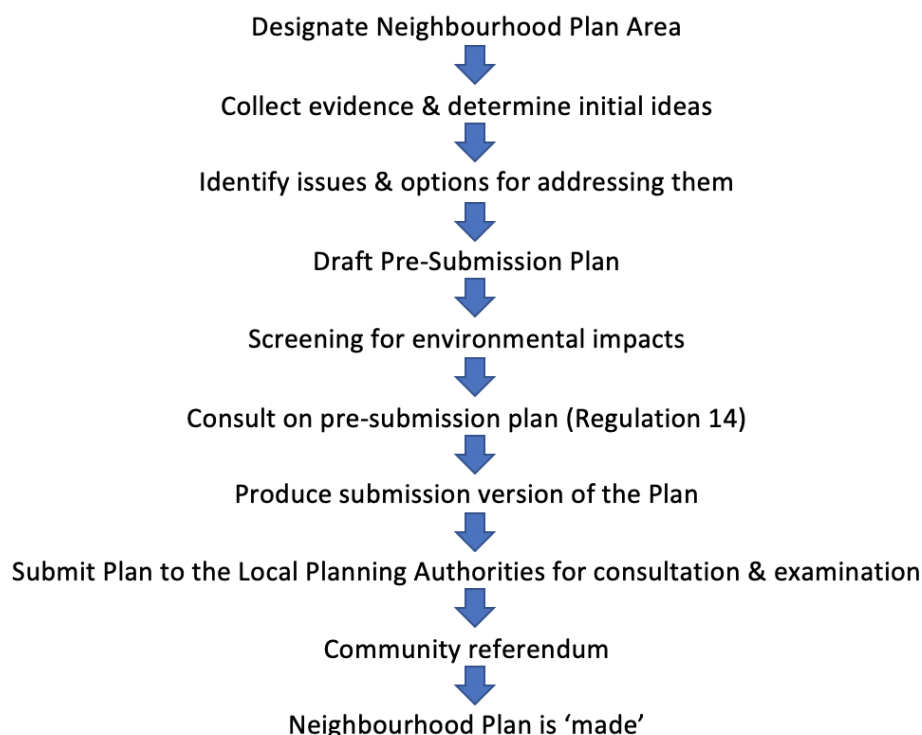 Designate Neighbourhood Plan Area
Collect evidence & determine initial ideas
Identify issues & options for addressing them
Draft Pre-Submission Plan
Screening for environmental impacts
Consult on pre-submission plan (Regulation 14)
Produce submission version of the Plan
Submit Plan to the Local Planning Authorities for consultation & examination
Community referendum
Neighbourhood Plan is ‘made’